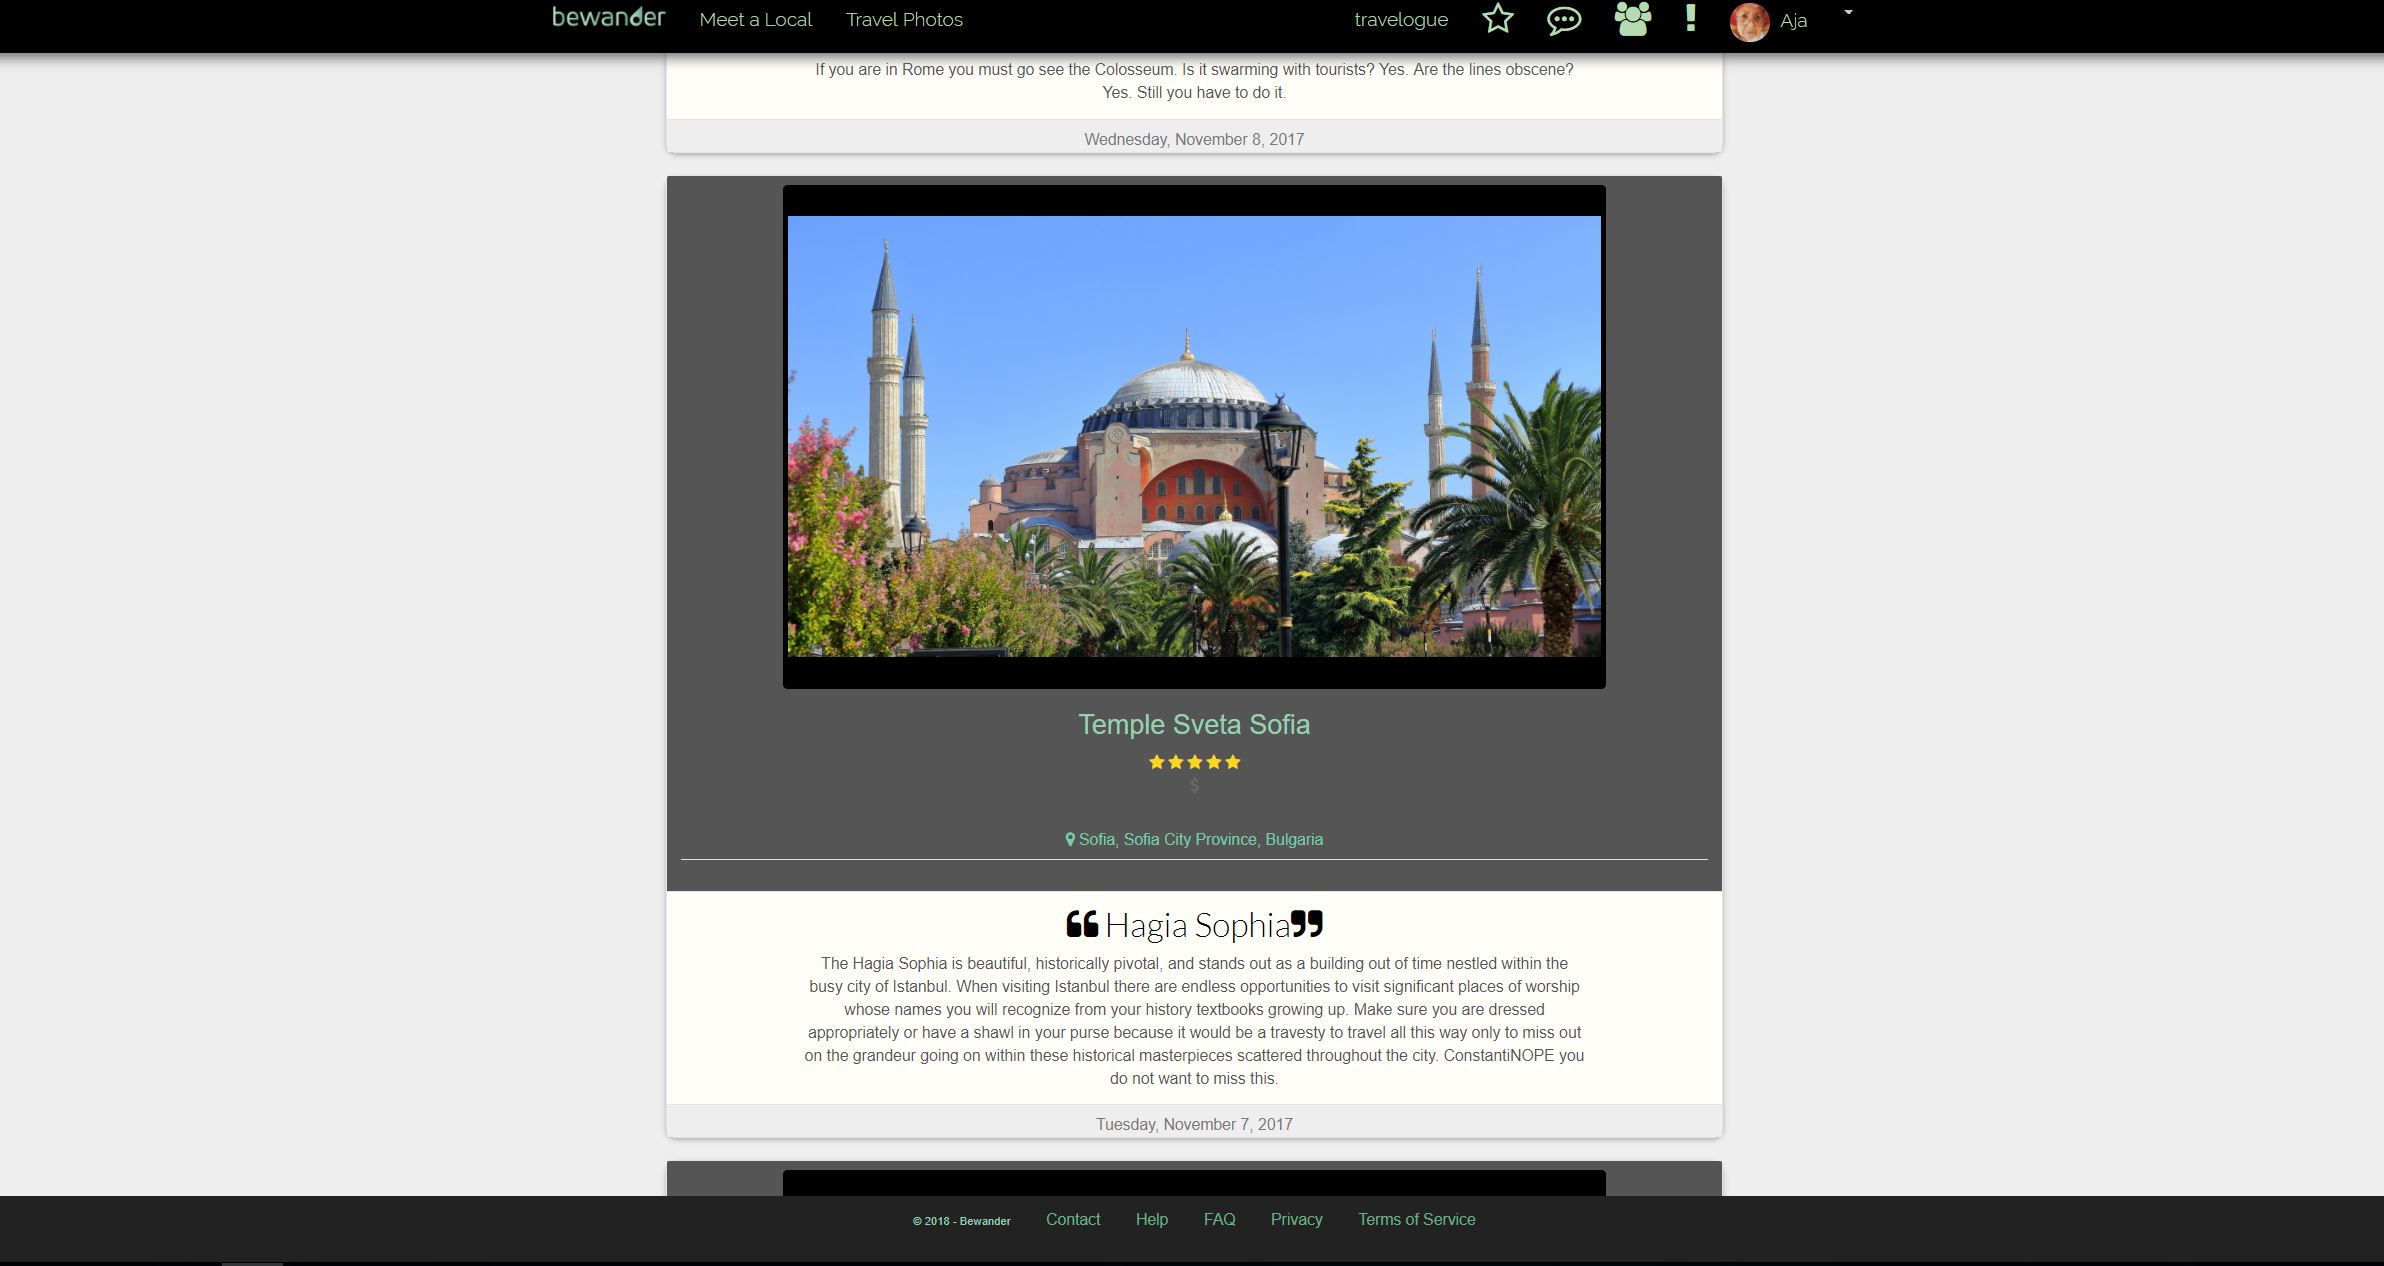 bewander Meet a Local Travel Photos travelogue Aja
If you are in Rome you must go see the Colosseum. Is it swarming with tourists? Yes. Are the lines obscene?
Yes. Still you have to do it.
Wednesday, November 8, 2017
Temple Sveta Sofia
$
Sofia, Sofia City Province, Bulgaria
❝ Hagia Sophia❞
The Hagia Sophia is beautiful, historically pivotal, and stands out as a building out of time nestled within the
busy city of Istanbul. When visiting Istanbul there are endless opportunities to visit significant places of worship
whose names you will recognize from your history textbooks growing up. Make sure you are dressed
appropriately or have a shawl in your purse because it would be a travesty to travel all this way only to miss out
on the grandeur going on within these historical masterpieces scattered throughout the city. ConstantiNOPE you
do not want to miss this.
Tuesday, November 7, 2017
© 2018 - Bewander Contact Help FAQ Privacy Terms of Service